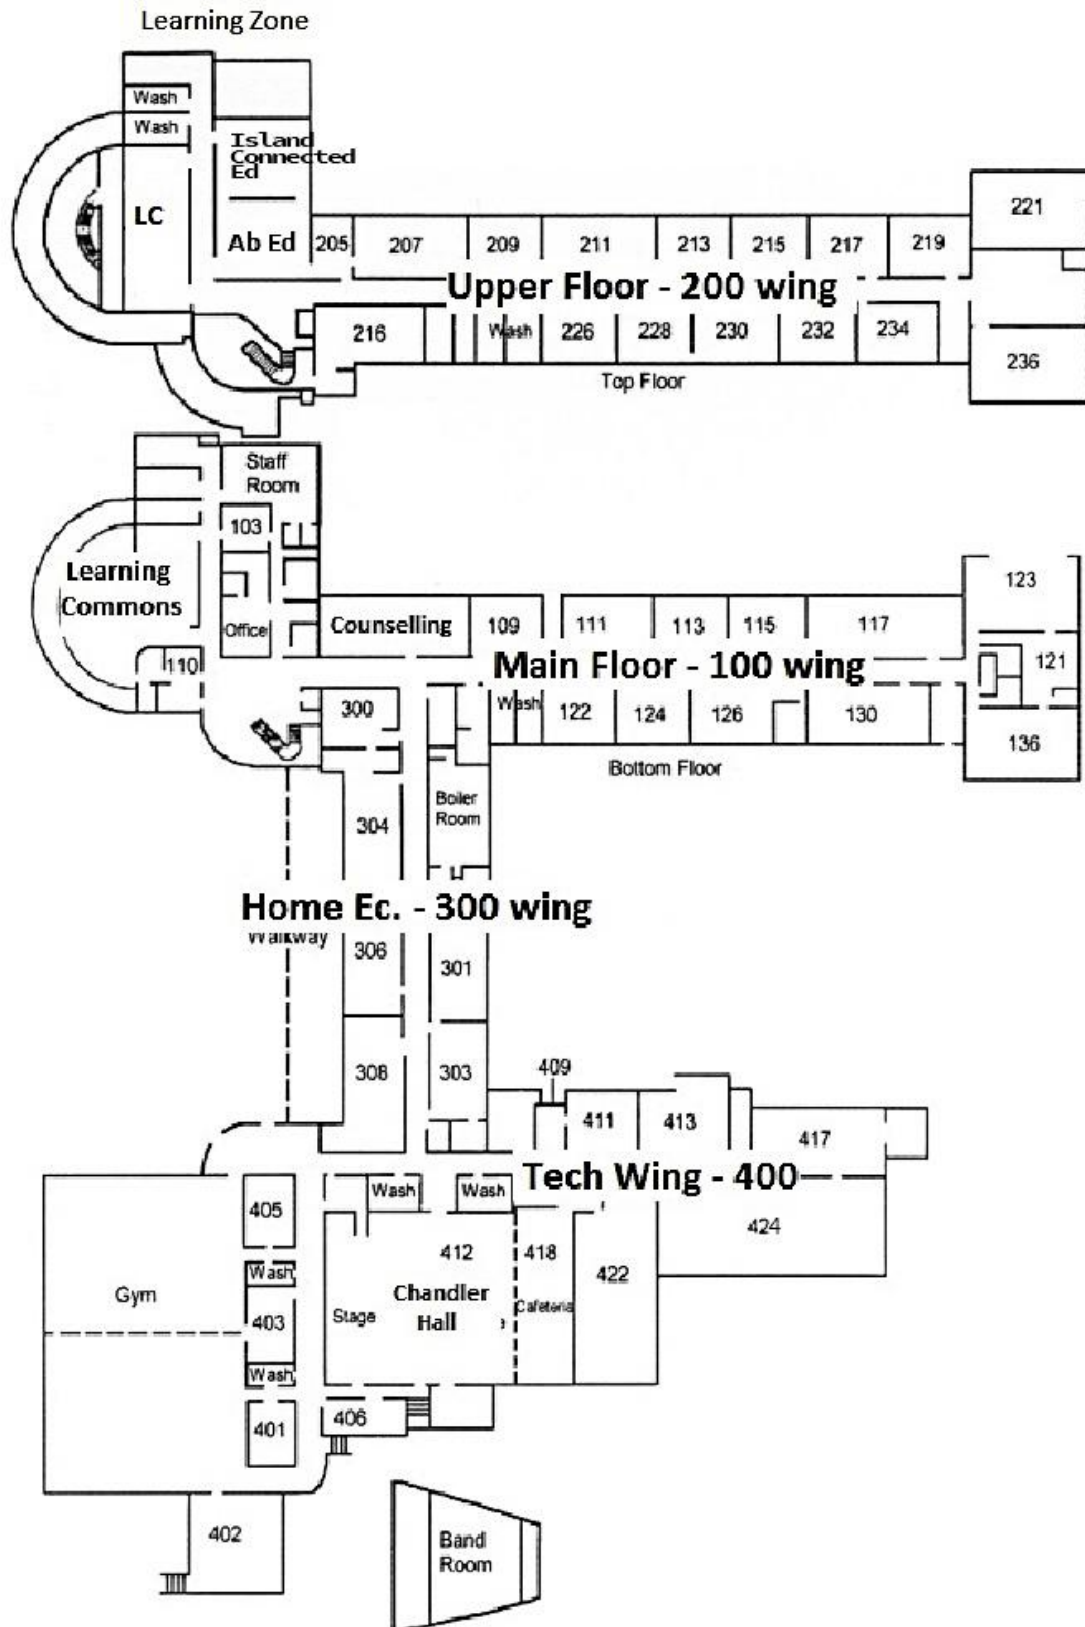 Learning Zone
Wash
Wash
Island
Connected
Ed
LC
Ab Ed
205
207
209
211
213
215
217
219
221
Upper Floor - 200 wing
216
Wash
226
228
230
232
234
236
Top Floor
Staff
Room
103
Learning
Commons
Office
Counselling
109
111
113
115
117
123
110
Main Floor - 100 wing
121
300
Wash
122
124
126
130
136
Bottom Floor
Boiler
Room
304
Home Ec. - 300 wing
Walkway
306
301
308
303
409
411
413
417
Tech Wing - 400
Wash
Wash
405
412
418
422
424
Wash
Gym
403
Stage
Chandler
Hall
Cafeteria
Wash
401
406
402
Band
Room